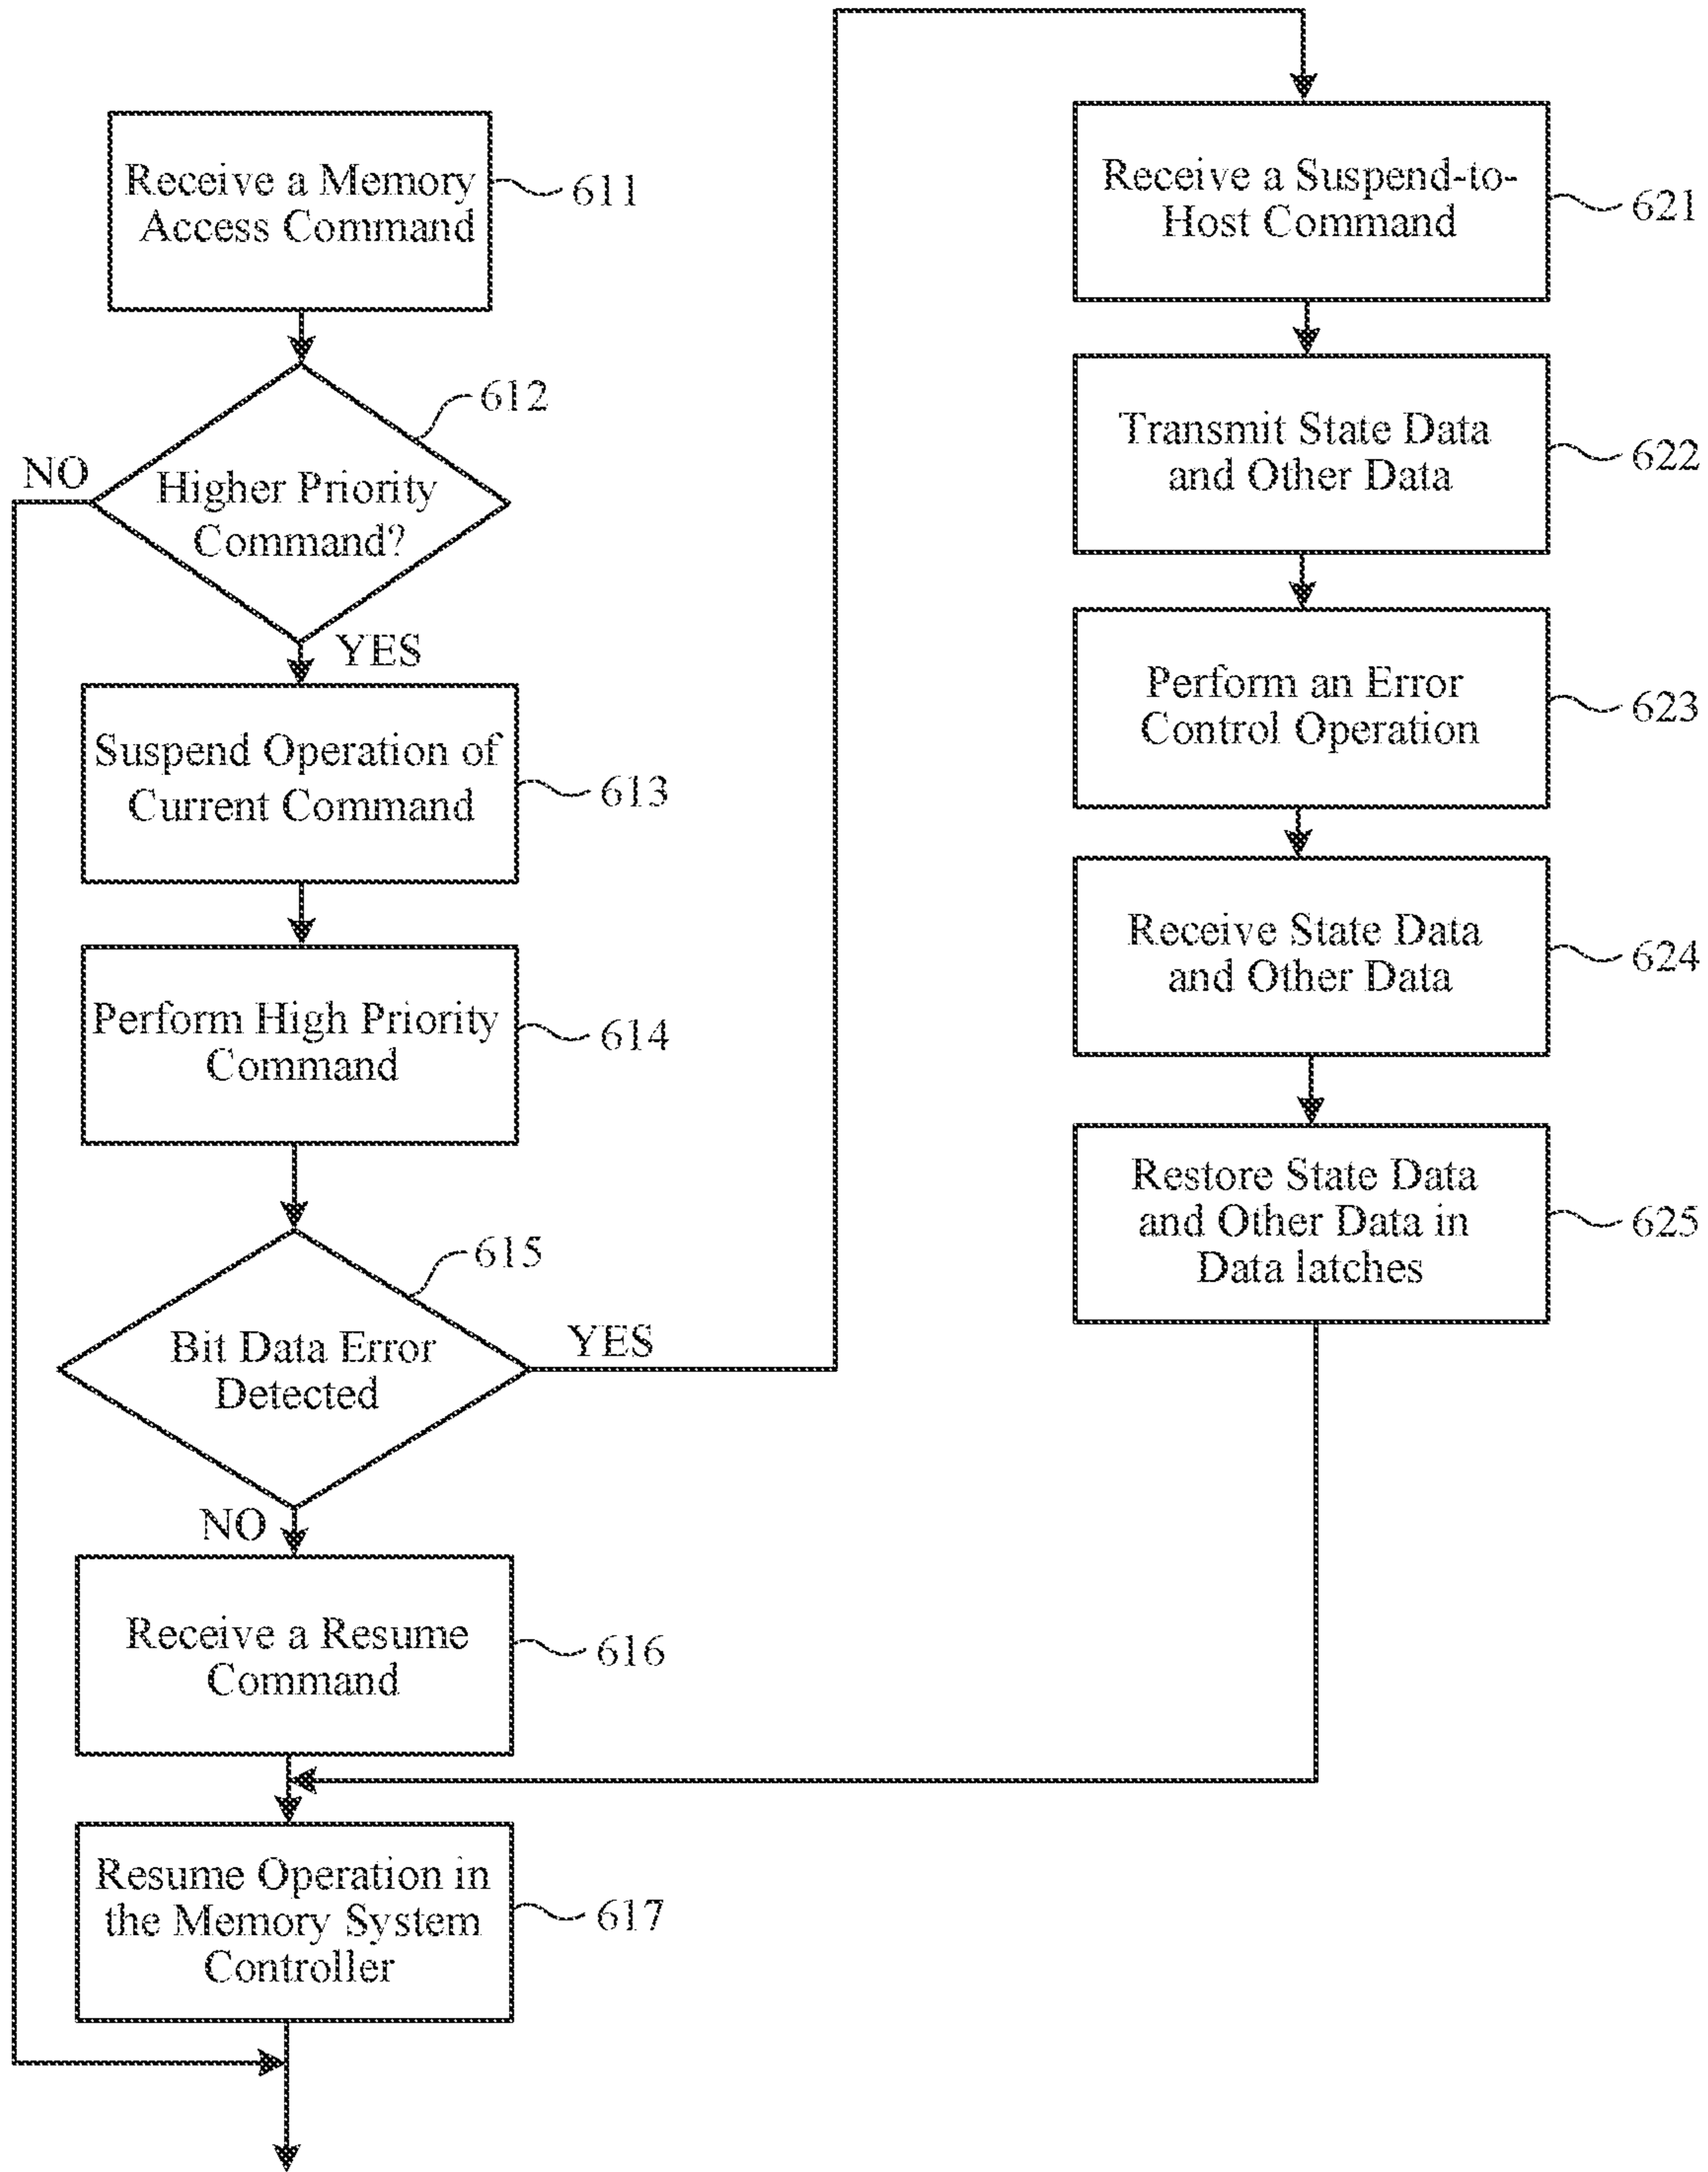 Receive a Memory
Access Command
611
612
NO
Higher Priority
Command?
YES
Suspend Operation of
Current Command
613
Perform High Priority
Command
614
615
Bit Data Error
Detected
YES
NO
Receive a Resume
Command
616
Resume Operation in
the Memory System
Controller
617
Receive a Suspend-to-
Host Command
621
Transmit State Data
and Other Data
622
Perform an Error
Control Operation
623
Receive State Data
and Other Data
624
Restore State Data
and Other Data in
Data latches
625